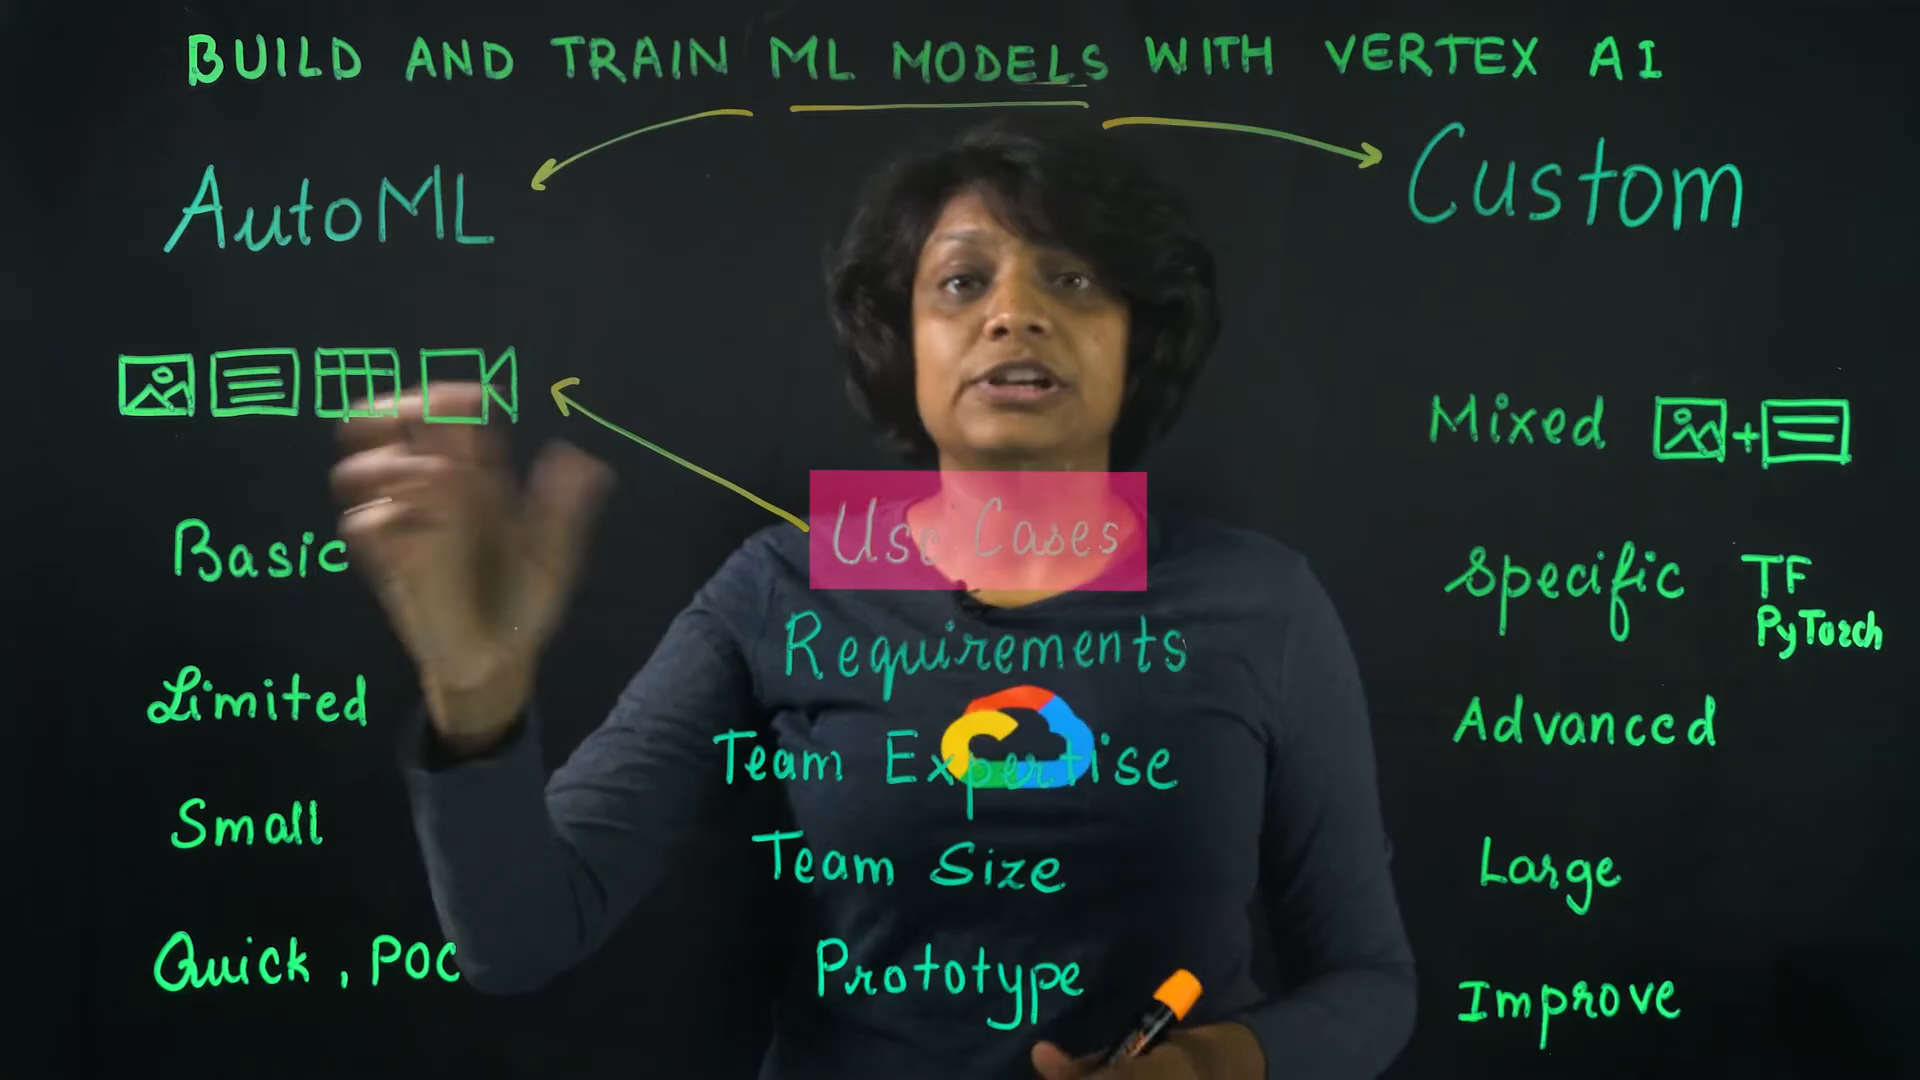 BUILD AND TRAIN ML MODELS WITH VERTEX AI
AutoML
Custom
Use Cases
Mixed +
Basic
Requirements
Specific TF
PyTorch
Limited
Team Expertise
Advanced
Small
Team Size
Large
Quick, POC
Prototype
Improve